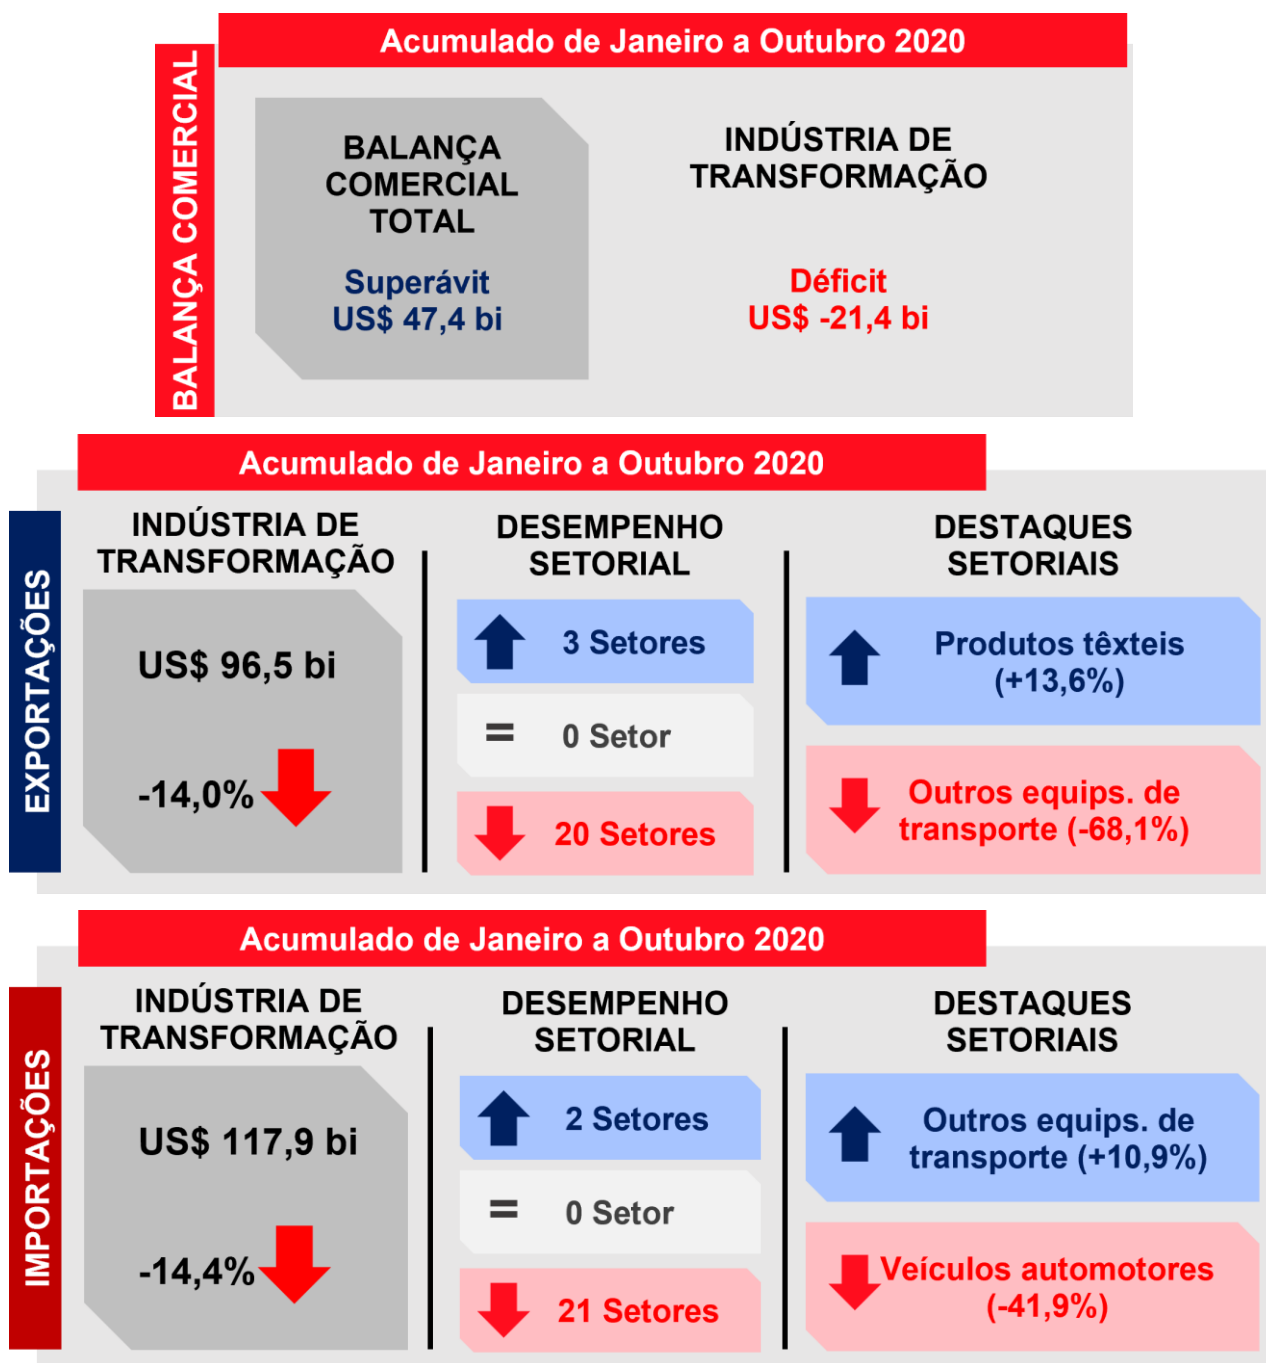 Acumulado de Janeiro a Outubro 2020
BALANÇA COMERCIAL
BALANÇA
COMERCIAL
TOTAL
Superávit
US$ 47,4 bi
INDÚSTRIA DE
TRANSFORMAÇÃO
Déficit
US$ -21,4 bi
Acumulado de Janeiro a Outubro 2020
EXPORTAÇÕES
INDÚSTRIA DE
TRANSFORMAÇÃO
US$ 96,5 bi
-14,0%
DESEMPENHO
SETORIAL
3 Setores
= 0 Setor
20 Setores
DESTAQUES
SETORIAIS
Produtos têxteis
(+13,6%)
Outros equips. de
transporte (-68,1%)
Acumulado de Janeiro a Outubro 2020
IMPORTAÇÕES
INDÚSTRIA DE
TRANSFORMAÇÃO
US$ 117,9 bi
-14,4%
DESEMPENHO
SETORIAL
2 Setores
= 0 Setor
21 Setores
DESTAQUES
SETORIAIS
Outros equips. de
transporte (+10,9%)
Veículos automotores
(-41,9%)